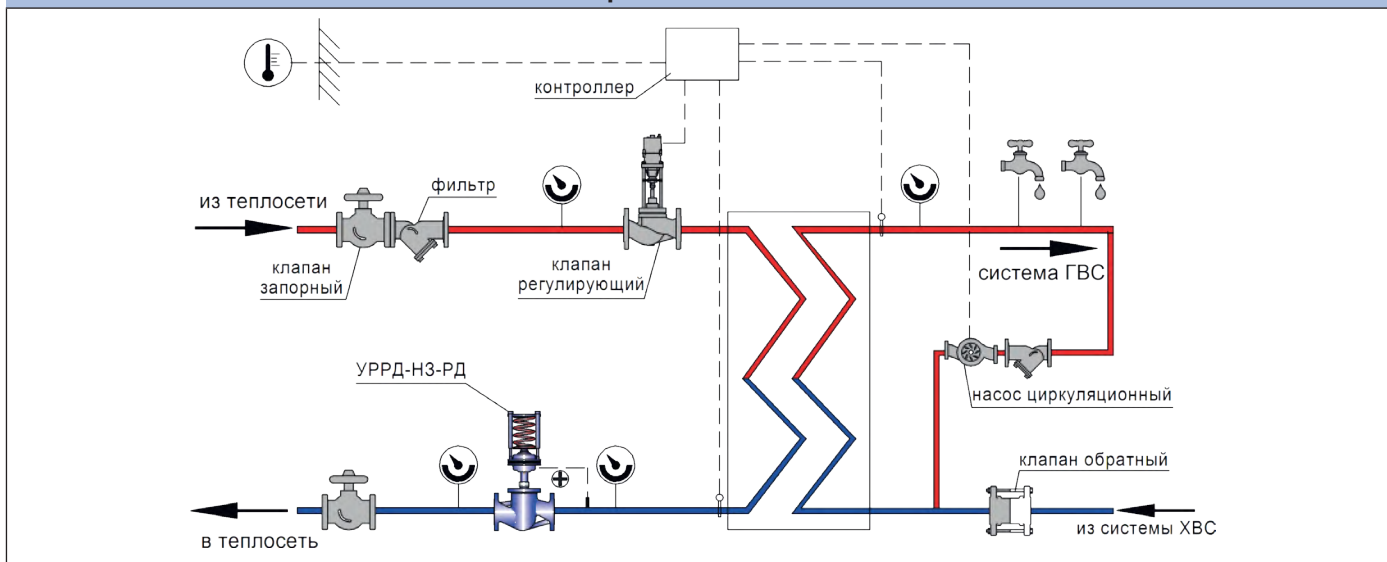 контроллер
из теплосети
фильтр
клапан
запорный
клапан
регулирующий
система ГВС
УРРД-НЗ-РД
насос циркуляционный
клапан обратный
в теплосеть
из системы ХВС